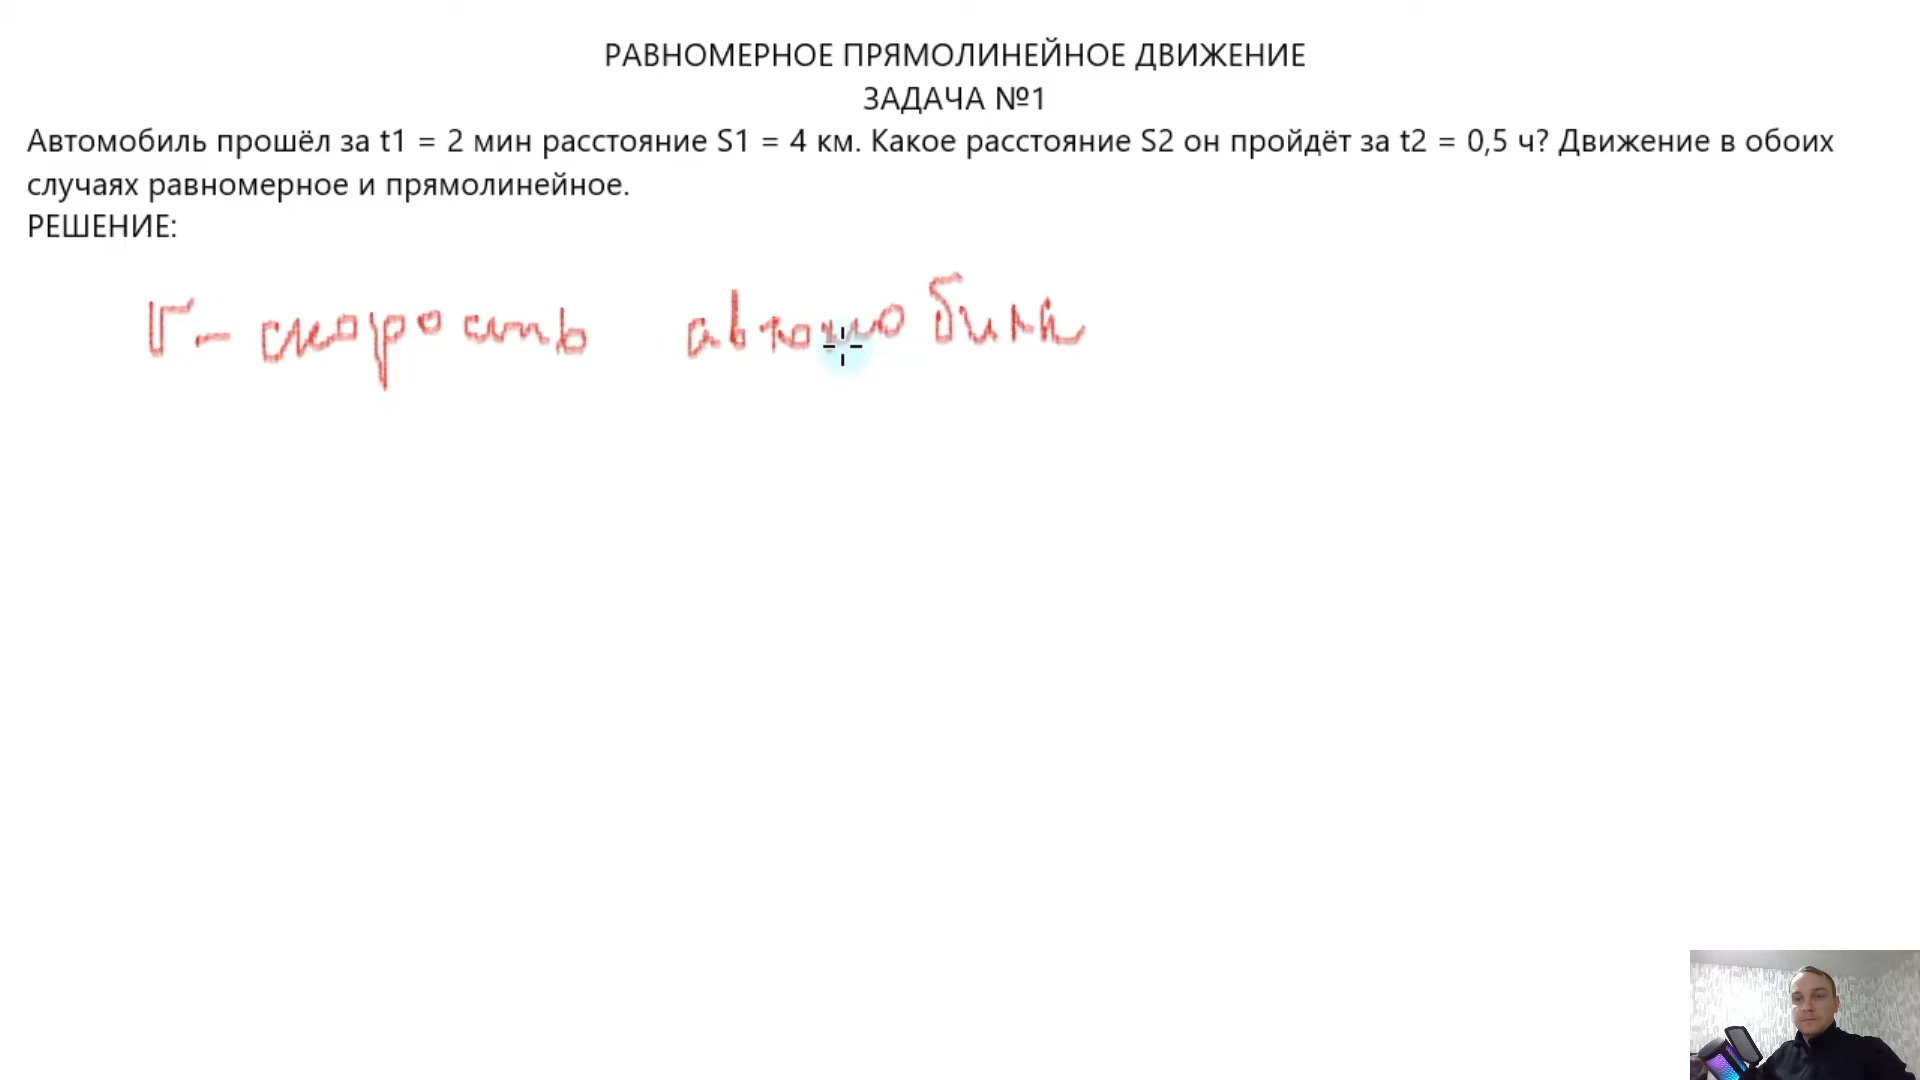 РАВНОМЕРНОЕ ПРЯМОЛИНЕЙНОЕ ДВИЖЕНИЕ
ЗАДАЧА №1
Автомобиль прошёл за t1 = 2 мин расстояние S1 = 4 км. Какое расстояние S2 он пройдёт за t2 = 0,5 ч? Движение в обоих
случаях равномерное и прямолинейное.
РЕШЕНИЕ:
V - скорость автомобиля